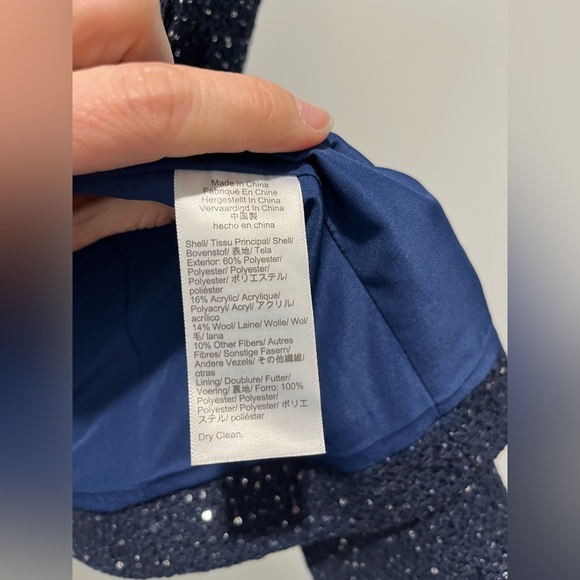 Made In China
Fabriqué En Chine
Hergestellt In China
Vervaardigd In China
中国製
hecho en china
Shell/ Tissu Principal/ Shell/
Bovenstof/ 表地/ Tela
Exterior: 60% Polyester/
Polyester/ Polyester/
Polyester/ ポリエステル/
poliéster
16% Acrylic/ Acrylique/
Polyacryl/ Acryl/ アクリル/
acrílico
14% Wool/ Laine/ Wolle/ Wol/
毛/ lana
10% Other Fibers/ Autres
Fibres/ Sonstige Fasern/
Andere Vezels/ その他繊維/
otras
Lining/ Doublure/ Futter/
Voering/ 裏地/ Forro: 100%
Polyester/ Polyester/
Polyester/ Polyester/ ポリエ
ステル/ poliéster
Dry Clean.